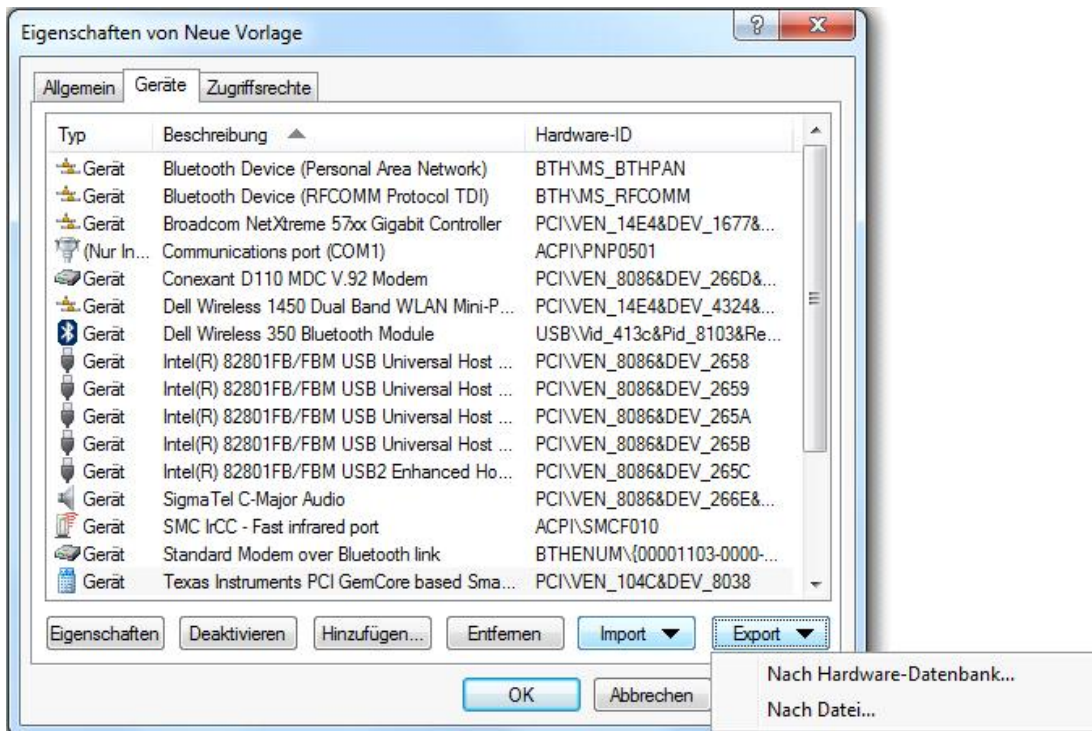 Eigenschaften von Neue Vorlage
Allgemein Geräte Zugriffsrechte
Typ Beschreibung Hardware-ID
Gerät Bluetooth Device (Personal Area Network) BTH\MS_BTHPAN
Gerät Bluetooth Device (RFCOMM Protocol TDI) BTH\MS_RFCOMM
Gerät Broadcom NetXtreme 57xx Gigabit Controller PCI\VEN_14E4&DEV_1677&...
(Nur In... Communications port (COM1) ACPI\PNP0501
Gerät Conexant D110 MDC V.92 Modem PCI\VEN_8086&DEV_266D&...
Gerät Dell Wireless 1450 Dual Band WLAN Mini-P... PCI\VEN_14E4&DEV_4324&...
Gerät Dell Wireless 350 Bluetooth Module USB\Vid_413c&Pid_8103&Re...
Gerät Intel(R) 82801FB/FBM USB Universal Host ... PCI\VEN_8086&DEV_2658
Gerät Intel(R) 82801FB/FBM USB Universal Host ... PCI\VEN_8086&DEV_2659
Gerät Intel(R) 82801FB/FBM USB Universal Host ... PCI\VEN_8086&DEV_265A
Gerät Intel(R) 82801FB/FBM USB Universal Host ... PCI\VEN_8086&DEV_265B
Gerät Intel(R) 82801FB/FBM USB2 Enhanced Ho... PCI\VEN_8086&DEV_265C
Gerät SigmaTel C-Major Audio PCI\VEN_8086&DEV_266E&...
Gerät SMC IrCC - Fast infrared port ACPI\SMCF010
Gerät Standard Modem over Bluetooth link BTHENUM\{00001103-0000-...
Gerät Texas Instruments PCI GemCore based Sma... PCI\VEN_104C&DEV_8038
Eigenschaften Deaktivieren Hinzufügen... Entfernen Import Export
Nach Hardware-Datenbank...
OK Abbrechen
Nach Datei...